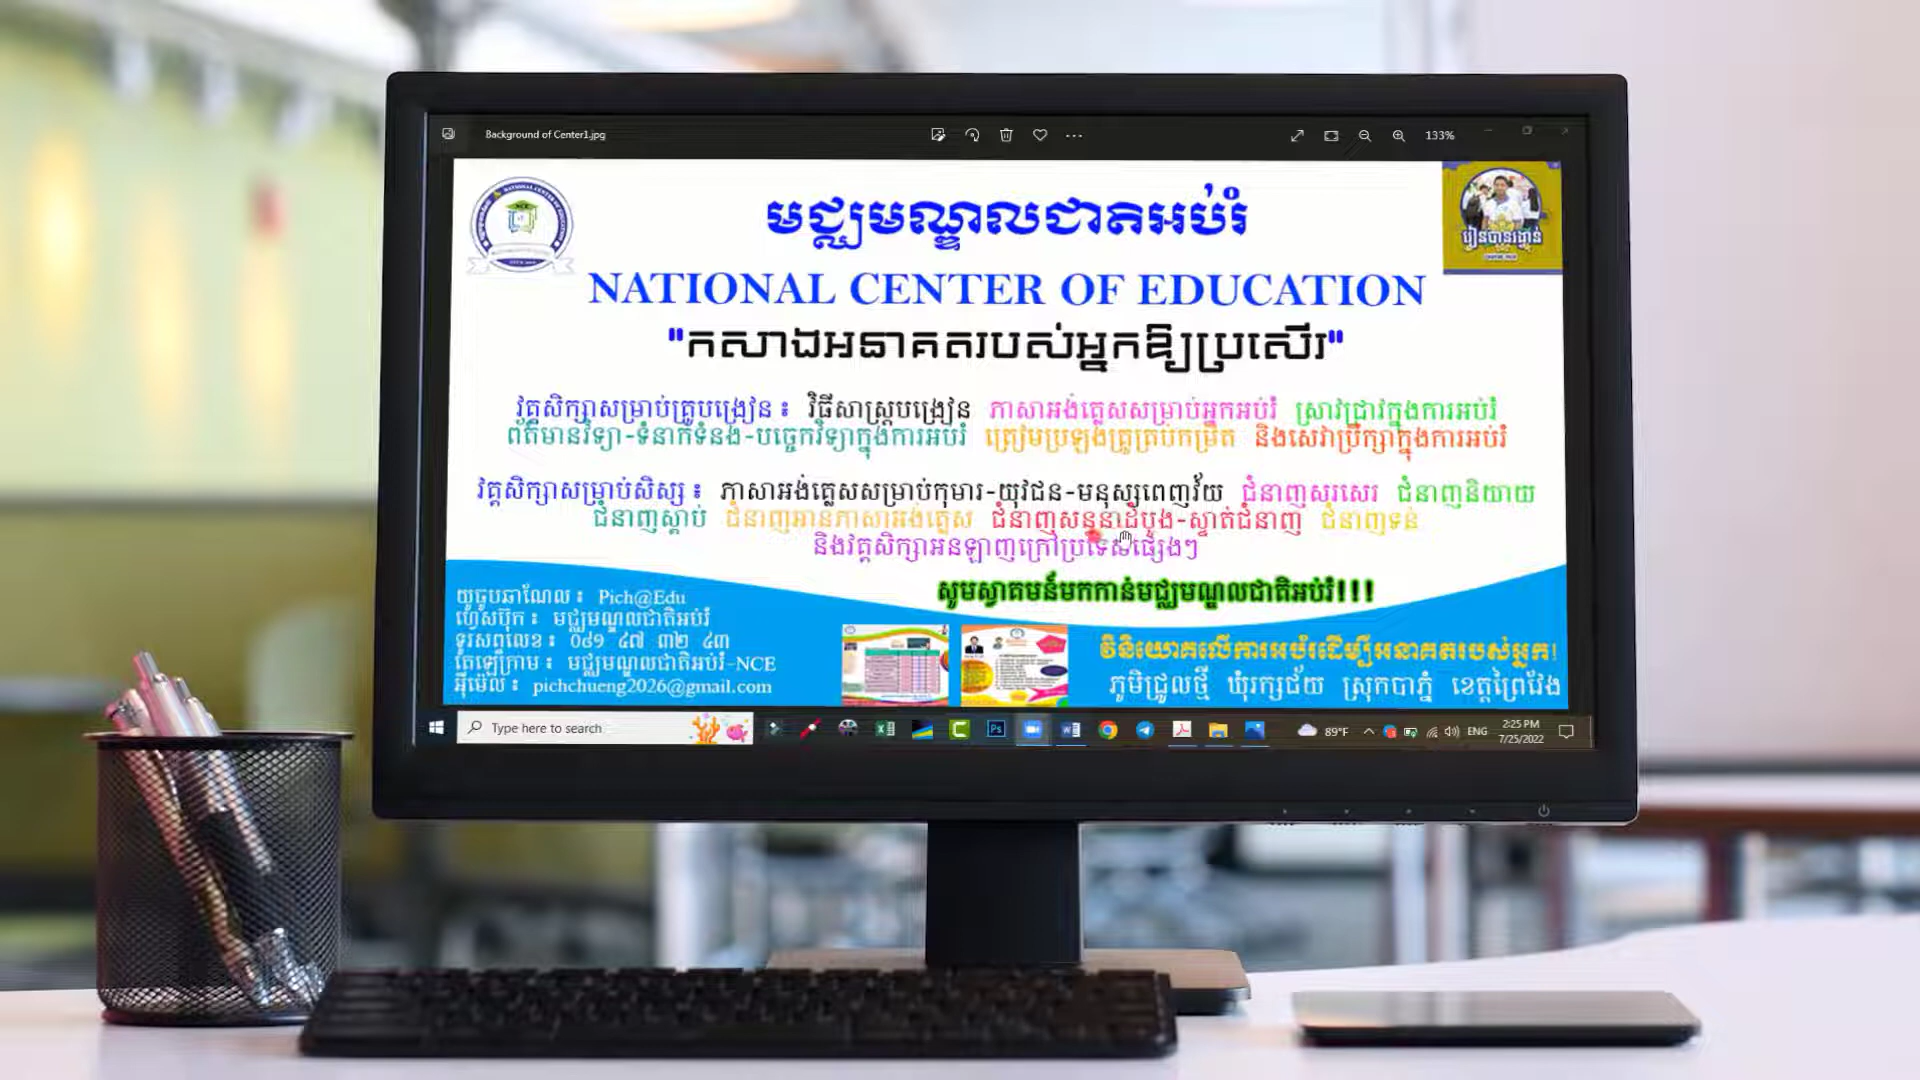 Background of Center1.jpg
133%
មជ្ឈមណ្ឌលជាតិអប់រំ
NATIONAL CENTER OF EDUCATION
"កសាងអនាគតរបស់អ្នកឱ្យប្រសើរ"
រៀនបានរង្វាន់
វគ្គសិក្សាសម្រាប់គ្រូបង្រៀន ៖ វិធីសាស្ត្របង្រៀន ភាសាអង់គ្លេសសម្រាប់អ្នកអប់រំ ស្រាវជ្រាវក្នុងការអប់រំ
ព័ត៌មានវិទ្យា-ទំនាក់ទំនង-បច្ចេកវិទ្យាក្នុងការអប់រំ ត្រៀមប្រឡងគ្រូគ្រប់កម្រិត និងសេវាប្រឹក្សាក្នុងការអប់រំ
វគ្គសិក្សាសម្រាប់សិស្ស ៖ ភាសាអង់គ្លេសសម្រាប់កុមារ-យុវជន-មនុស្សពេញវ័យ ជំនាញសរសេរ ជំនាញនិយាយ
ជំនាញស្តាប់ ជំនាញអានភាសាអង់គ្លេស ជំនាញសន្ទនាដំបូង-ស្ទាត់ជំនាញ ជំនាញទន់
និងវគ្គសិក្សាអនឡាញក្រៅប្រទេសផ្សេងៗ
សូមស្វាគមន៍មកកាន់មជ្ឈមណ្ឌលជាតិអប់រំ!!!
យូធូបឆាណែល ៖ Pich@Edu
ហ្វេសប៊ុក ៖ មជ្ឈមណ្ឌលជាតិអប់រំ
ទូរសព្ទលេខ ៖ ០៨១ ៤៧ ៣២ ៤៣
តេឡេក្រាម ៖ មជ្ឈមណ្ឌលជាតិអប់រំ-NCE
អ៊ីម៉ែល ៖ pichchueng2026@gmail.com
វិនិយោគលើការអប់រំដើម្បីអនាគតរបស់អ្នក!
ភូមិជ្រូលថ្មី ឃុំរក្សជ័យ ស្រុកបាភ្នំ ខេត្តព្រៃវែង
Type here to search
89°F
ENG
2:25 PM
7/25/2022